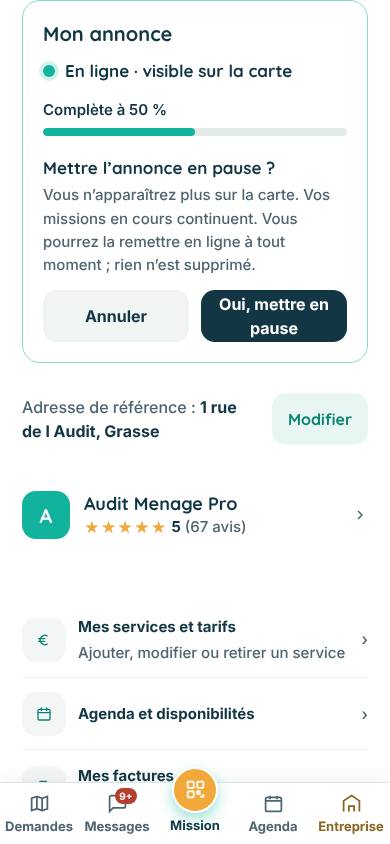 Mon annonce
En ligne · visible sur la carte
Complète à 50 %
Mettre l’annonce en pause ?
Vous n’apparaîtrez plus sur la carte. Vos
missions en cours continuent. Vous
pourrez la remettre en ligne à tout
moment ; rien n’est supprimé.
Annuler
Oui, mettre en
pause
Adresse de référence : 1 rue
de l Audit, Grasse
Modifier
A
Audit Menage Pro
★★★★★ 5 (67 avis)
€
Mes services et tarifs
Ajouter, modifier ou retirer un service
Agenda et disponibilités
Mes factures
9+
Demandes
Messages
Mission
Agenda
Entreprise